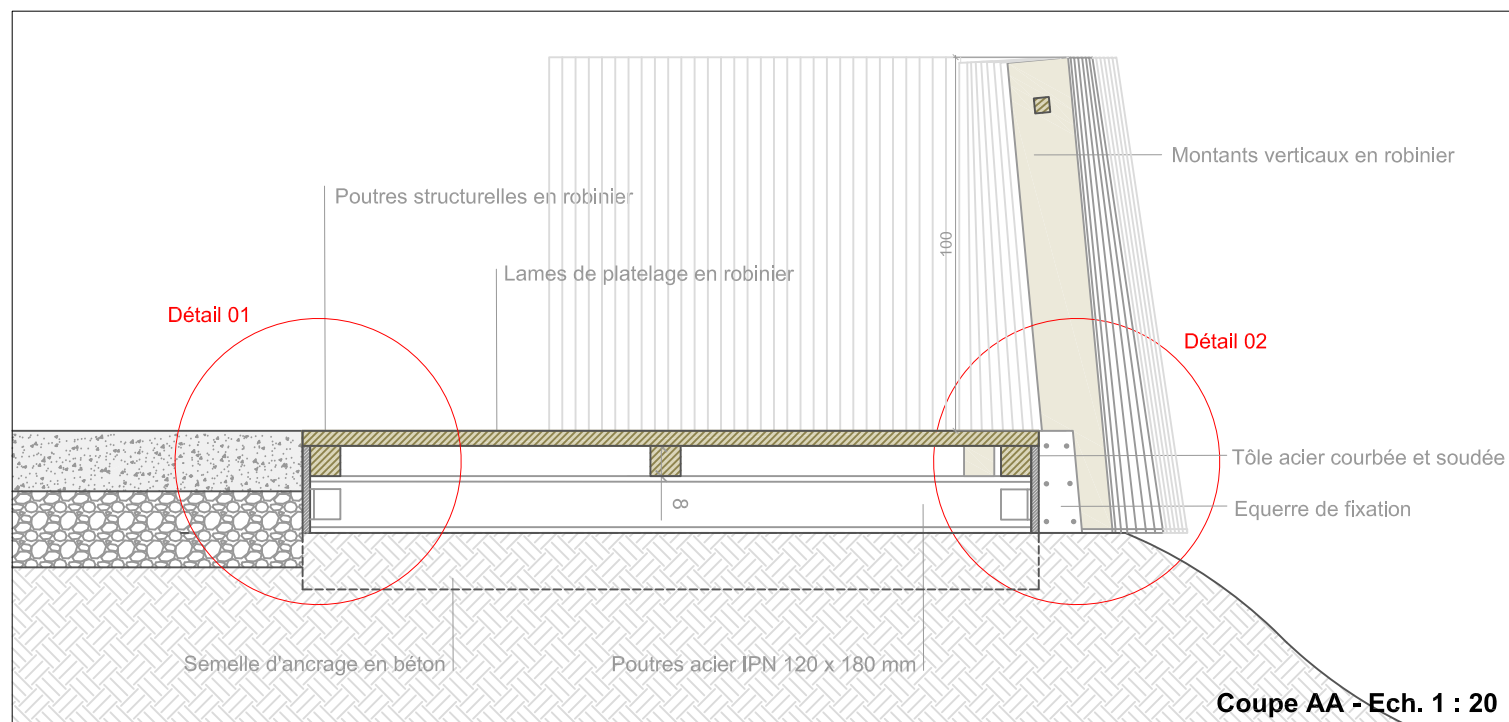 Montants verticaux en robinier
Poutres structurelles en robinier
100
Lames de platelage en robinier
Détail 01
Détail 02
Tôle acier courbée et soudée
8
Equerre de fixation
Semelle d'ancrage en béton
Poutres acier IPN 120 x 180 mm
Coupe AA - Ech. 1 : 20